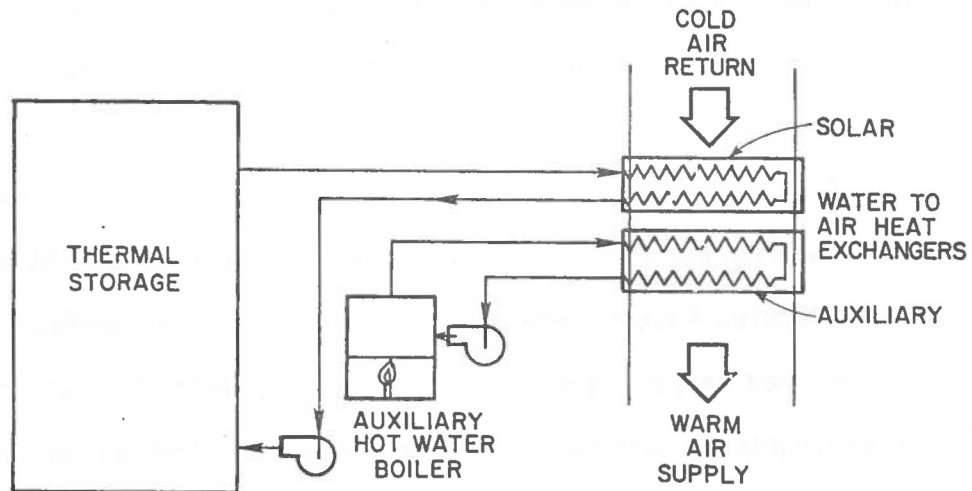 COLD
AIR
RETURN
SOLAR
WATER TO
AIR HEAT
EXCHANGERS
THERMAL
STORAGE
AUXILIARY
AUXILIARY
HOT WATER
BOILER
WARM
AIR
SUPPLY